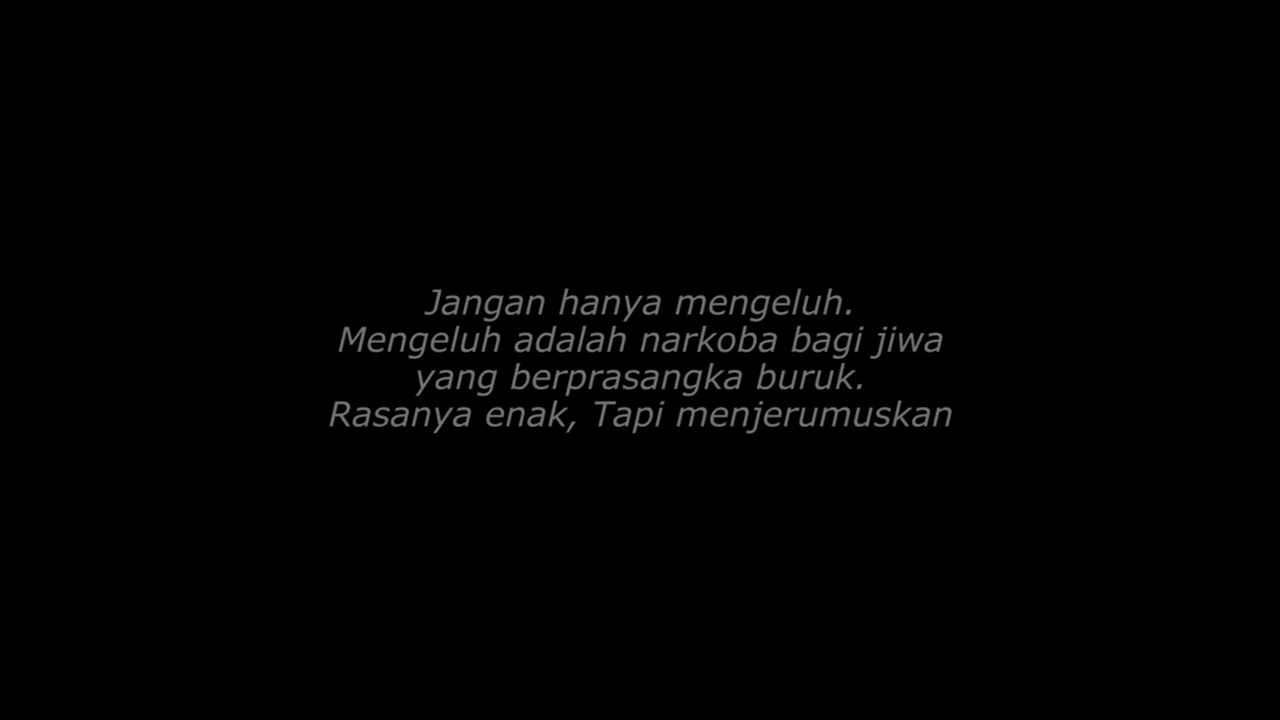 Jangan hanya mengeluh.
Mengeluh adalah narkoba bagi jiwa
yang berprasangka buruk.
Rasanya enak, Tapi menjerumuskan